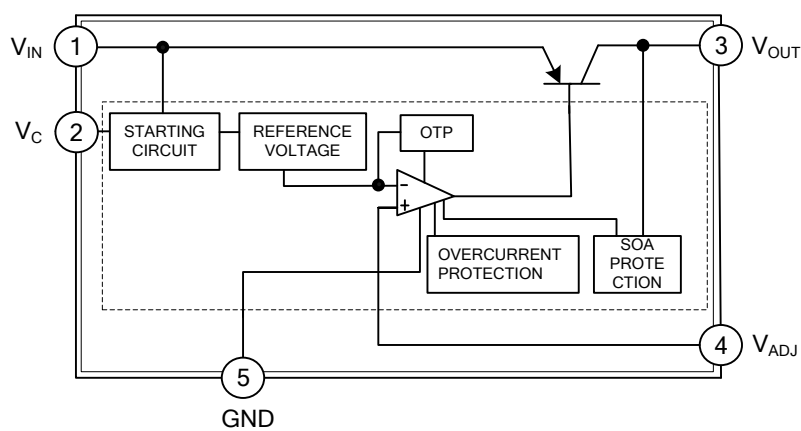 V_IN 1
3 V_OUT
V_C 2
STARTING
CIRCUIT
REFERENCE
VOLTAGE
OTP
−
+
OVERCURRENT
PROTECTION
SOA
PROTE
CTION
4 V_ADJ
5
GND